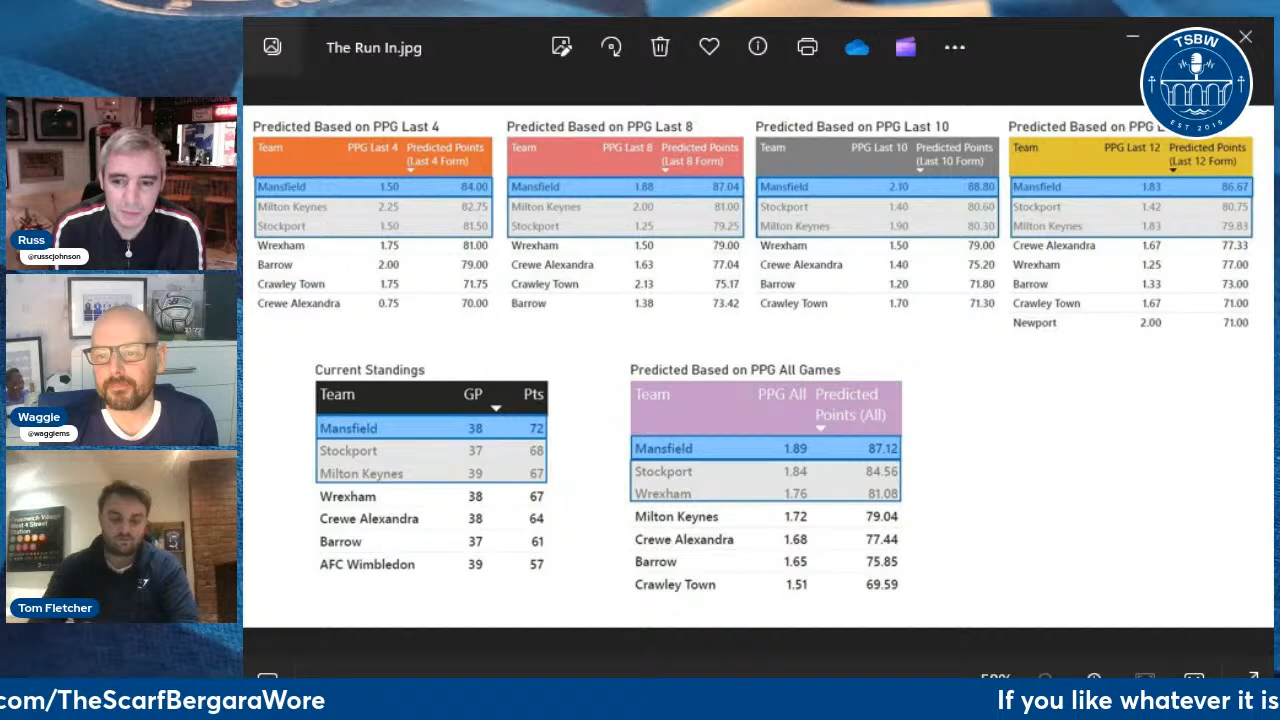 The Run In.jpg
TSBW
EST 2015
Predicted Based on PPG Last 4
Team PPG Last 4 Predicted Points (Last 4 Form)
Mansfield 1.50 84.00
Milton Keynes 2.25 82.75
Stockport 1.50 81.50
Wrexham 1.75 81.00
Barrow 2.00 79.00
Crawley Town 1.75 71.75
Crewe Alexandra 0.75 70.00
Predicted Based on PPG Last 8
Team PPG Last 8 Predicted Points (Last 8 Form)
Mansfield 1.88 87.04
Milton Keynes 2.00 81.00
Stockport 1.25 79.25
Wrexham 1.50 79.00
Crewe Alexandra 1.63 77.04
Crawley Town 2.13 75.17
Barrow 1.38 73.42
Predicted Based on PPG Last 10
Team PPG Last 10 Predicted Points (Last 10 Form)
Mansfield 2.10 88.80
Stockport 1.40 80.60
Milton Keynes 1.90 80.30
Wrexham 1.50 79.00
Crewe Alexandra 1.40 75.20
Barrow 1.20 71.80
Crawley Town 1.70 71.30
Predicted Based on PPG L
Team PPG Last 12 Predicted Points (Last 12 Form)
Mansfield 1.83 86.67
Stockport 1.42 80.75
Milton Keynes 1.83 79.83
Crewe Alexandra 1.67 77.33
Wrexham 1.25 77.00
Barrow 1.33 73.00
Crawley Town 1.67 71.00
Newport 2.00 71.00
Current Standings
Team GP Pts
Mansfield 38 72
Stockport 37 68
Milton Keynes 39 67
Wrexham 38 67
Crewe Alexandra 38 64
Barrow 37 61
AFC Wimbledon 39 57
Predicted Based on PPG All Games
Team PPG All Predicted Points (All)
Mansfield 1.89 87.12
Stockport 1.84 84.56
Wrexham 1.76 81.08
Milton Keynes 1.72 79.04
Crewe Alexandra 1.68 77.44
Barrow 1.65 75.85
Crawley Town 1.51 69.59
Russ
@russcjohnson
Waggie
@wagglems
Tom Fletcher
com/TheScarfBergaraWore
If you like whatever it is